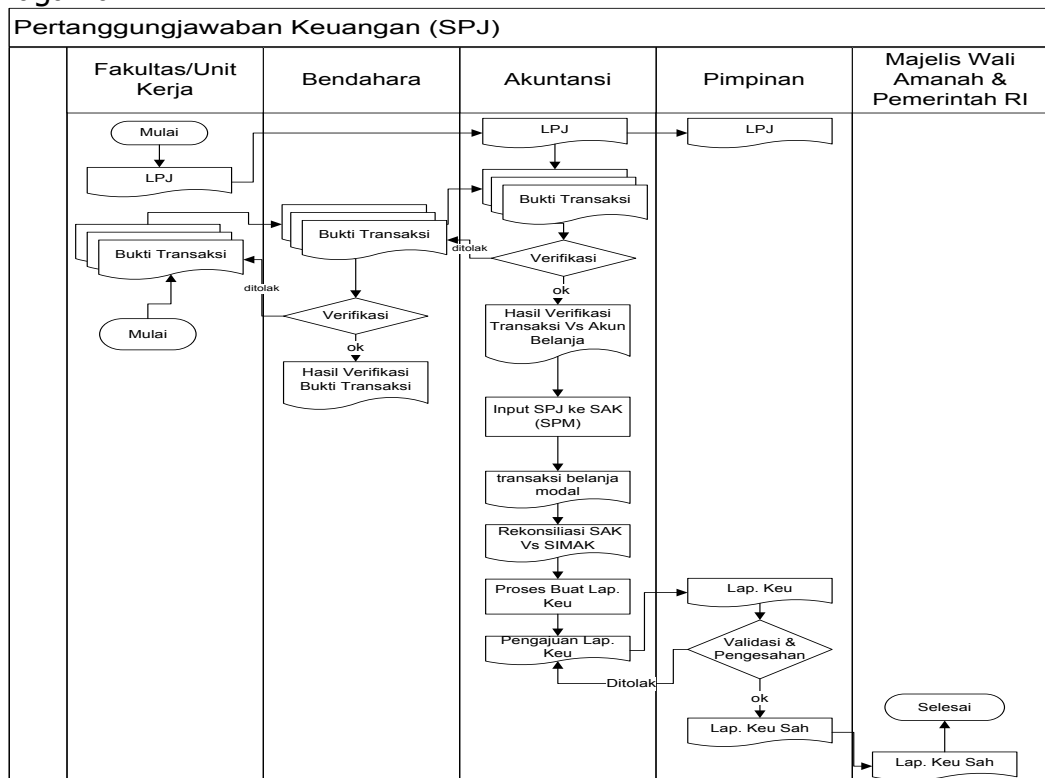 Pertanggungjawaban Keuangan (SPJ)
Fakultas/Unit
Kerja
Bendahara
Akuntansi
Pimpinan
Majelis Wali
Amanah &
Pemerintah RI
Mulai
LPJ
LPJ
LPJ
Bukti Transaksi
Bukti Transaksi
Bukti Transaksi
ditolak
ditolak
Mulai
Verifikasi
ok
Hasil Verifikasi
Bukti Transaksi
Verifikasi
ok
Hasil Verifikasi
Transaksi Vs Akun
Belanja
Input SPJ ke SAK
(SPM)
transaksi belanja
modal
Rekonsiliasi SAK
Vs SIMAK
Proses Buat Lap.
Keu
Pengajuan Lap.
Keu
Lap. Keu
Validasi &
Pengesahan
Ditolak
ok
Lap. Keu Sah
Selesai
Lap. Keu Sah